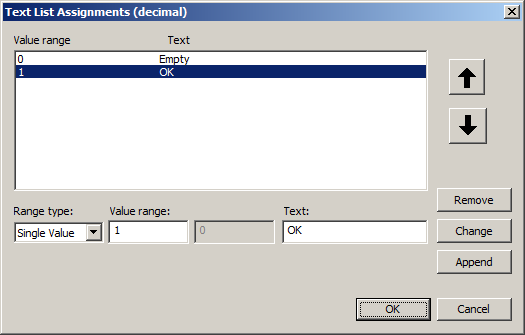 Text List Assignments (decimal)
Value range Text
0 Empty
1 OK
Remove
Range type: Value range: Text:
Single Value 1 0 OK
Change
Append
OK Cancel